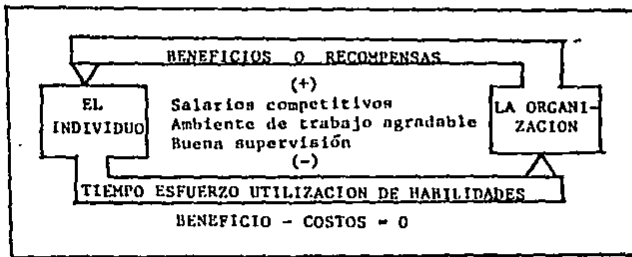 BENEFICIOS O RECOMPENSAS
(+)
EL
INDIVIDUO
Salarios competitivos
Ambiente de trabajo agradable
Buena supervisión
(-)
LA ORGANI-
ZACION
TIEMPO ESFUERZO UTILIZACION DE HABILIDADES
BENEFICIO - COSTOS = 0